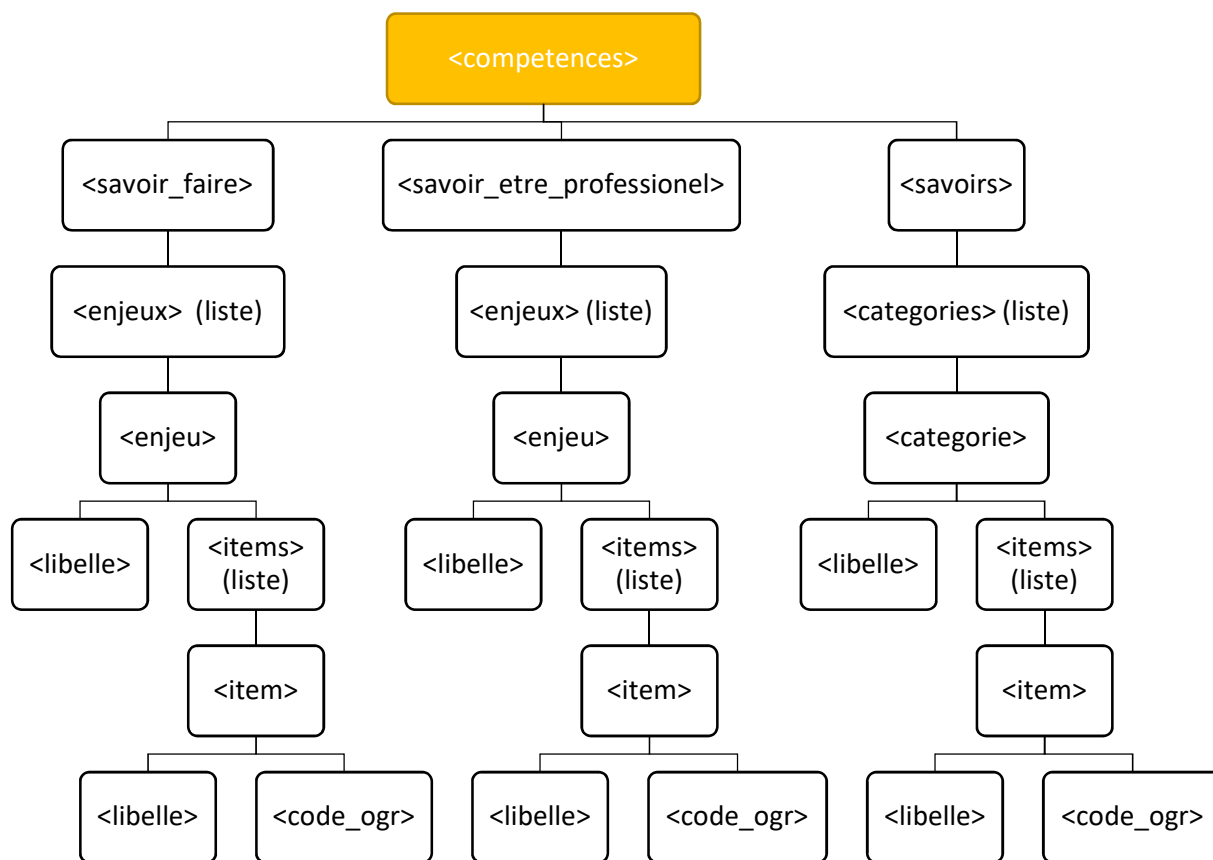 <competences>
<savoir_faire>
<savoir_etre_professionel>
<savoirs>
<enjeux>  (liste)
<enjeux> (liste)
<categories> (liste)
<enjeu>
<enjeu>
<categorie>
<libelle>
<items>
(liste)
<libelle>
<items>
(liste)
<libelle>
<items>
(liste)
<item>
<item>
<item>
<libelle>
<code_ogr>
<libelle>
<code_ogr>
<libelle>
<code_ogr>